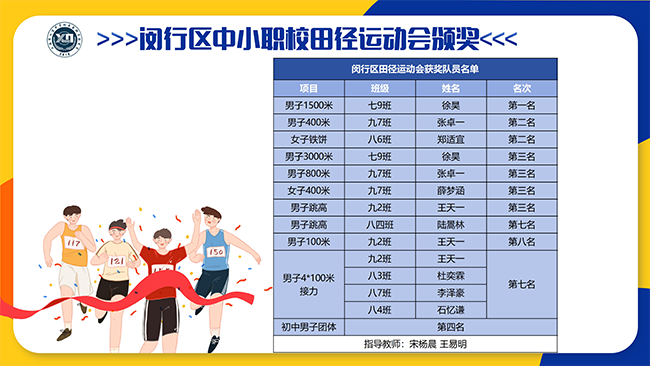 >>>闵行区中小职校田径运动会颁奖<<<
闵行区田径运动会获奖队员名单
项目 班级 姓名 名次
男子1500米 七9班 徐昊 第一名
男子400米 九7班 张卓一 第二名
女子铁饼 八6班 郑适宜 第二名
男子3000米 七9班 徐昊 第三名
男子800米 九7班 张卓一 第三名
女子400米 九7班 薛梦涵 第三名
男子跳高 九2班 王天一 第三名
男子跳高 八四班 陆暠林 第七名
男子100米 九2班 王天一 第八名
男子4*100米接力 九2班 王天一 第七名
八3班 杜奕霖
八7班 李泽豪
八4班 石忆谦
初中男子团体 第四名
指导教师：宋杨晨 王易明
117
121
150